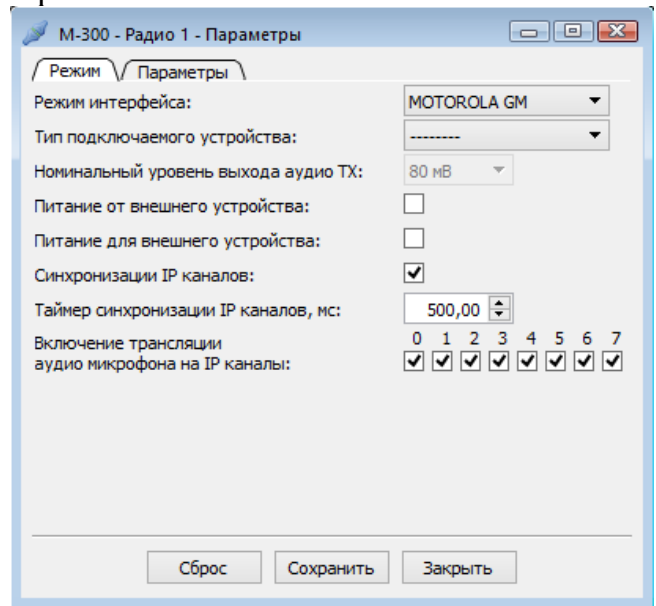 М-300 - Радио 1 - Параметры
Режим Параметры
Режим интерфейса: MOTOROLA GM
Тип подключаемого устройства: --------
Номинальный уровень выхода аудио TX: 80 мВ
Питание от внешнего устройства:
Питание для внешнего устройства:
Синхронизации IP каналов:
Таймер синхронизации IP каналов, мс: 500,00
0 1 2 3 4 5 6 7
Включение трансляции
аудио микрофона на IP каналы:
Сброс Сохранить Закрыть